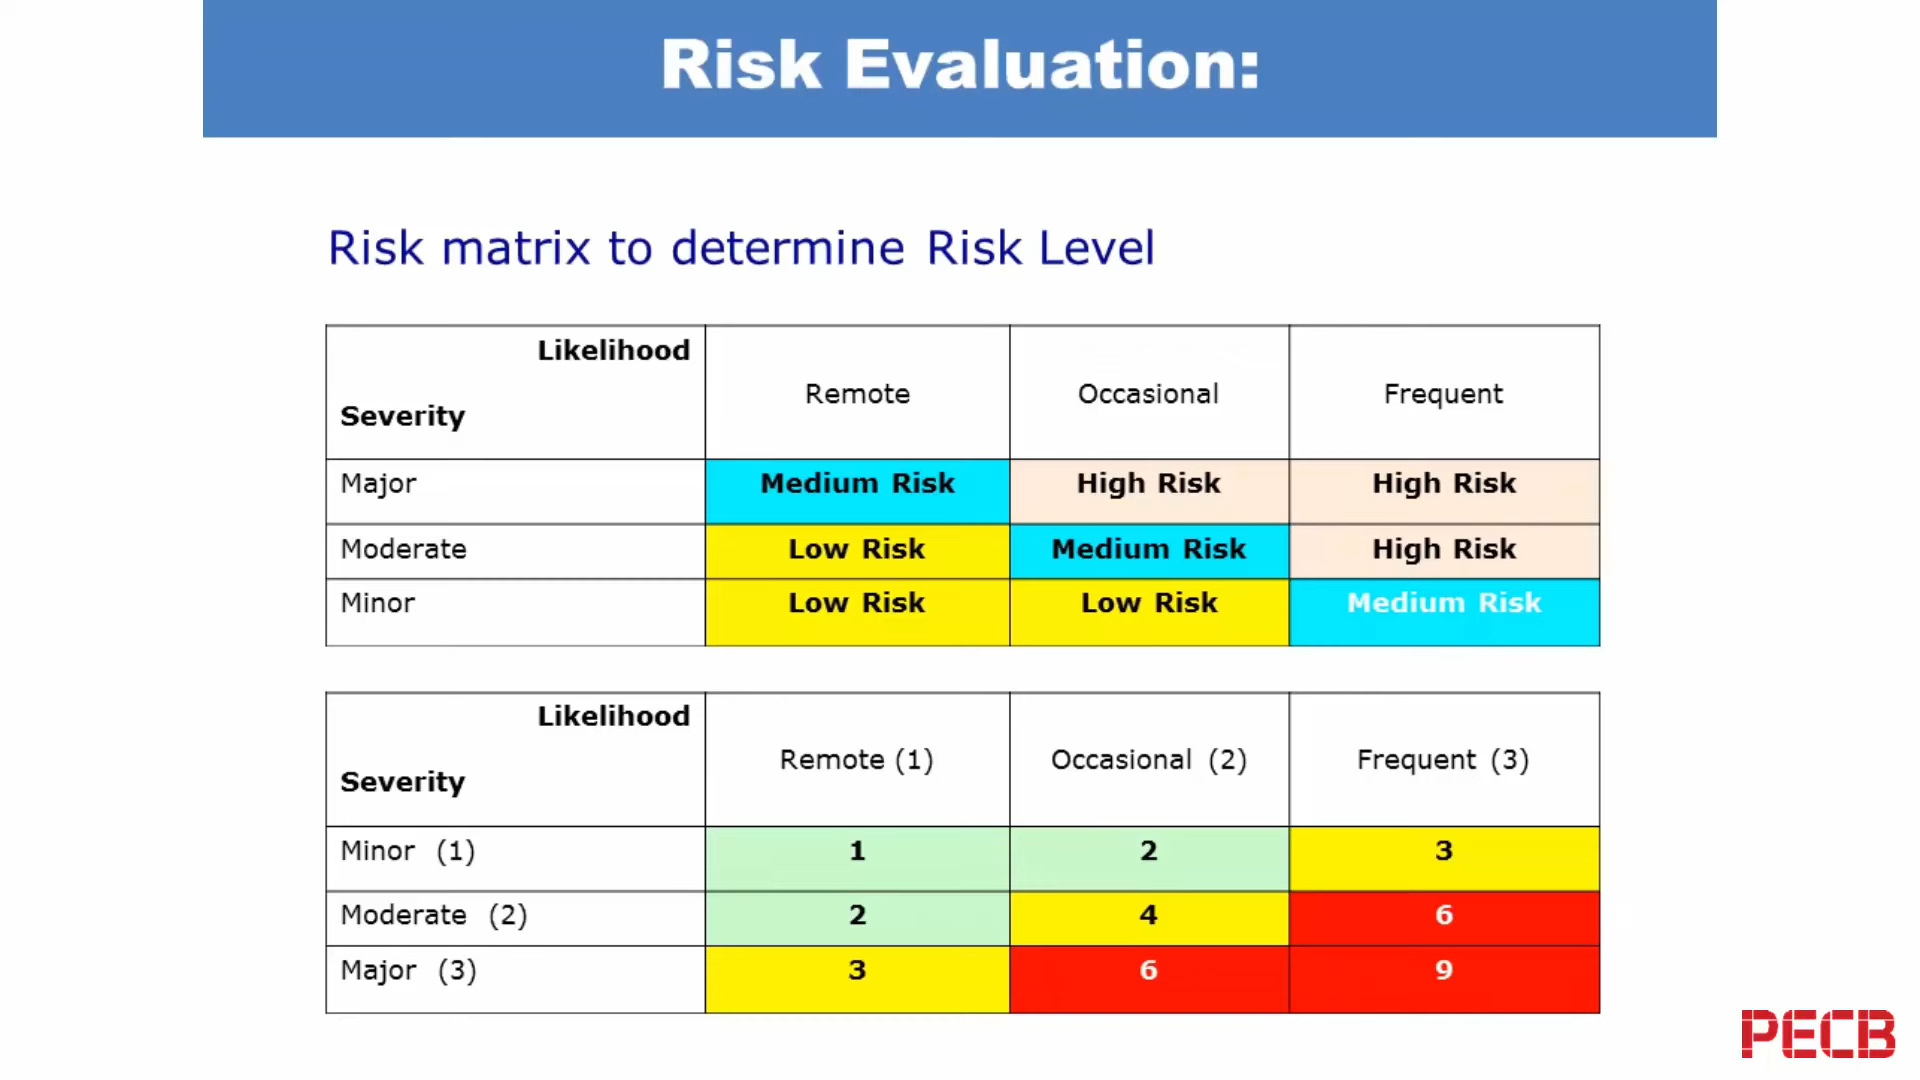 Risk Evaluation:
Risk matrix to determine Risk Level
Likelihood
Severity
Remote
Occasional
Frequent
Major
Medium Risk
High Risk
High Risk
Moderate
Low Risk
Medium Risk
High Risk
Minor
Low Risk
Low Risk
Medium Risk
Likelihood
Severity
Remote (1)
Occasional (2)
Frequent (3)
Minor (1)
1
2
3
Moderate (2)
2
4
6
Major (3)
3
6
9
PECB